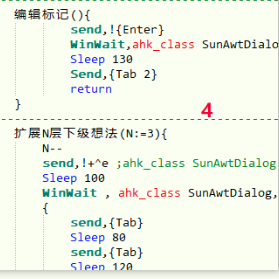 编辑标记(){
send,!{Enter}
WinWait,ahk_class SunAwtDialo
Sleep 130
Send,{Tab 2}
return
}
4
扩展N层下级想法(N:=3){
N--
send,!+^e ;ahk_class SunAwtDialog
Sleep 100
WinWait , ahk_class SunAwtDialog,
{
send,{Tab}
Sleep 80
send,{Tab}
Sleep 120